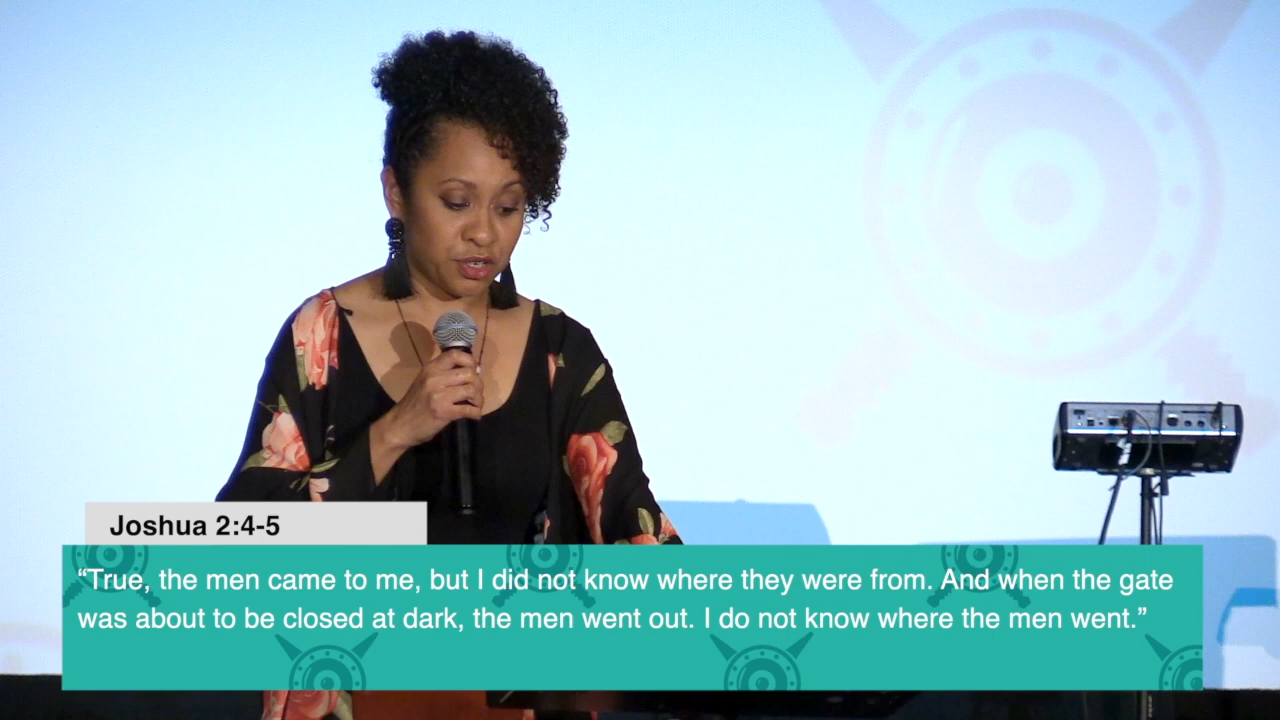 Joshua 2:4-5
“True, the men came to me, but I did not know where they were from. And when the gate
was about to be closed at dark, the men went out. I do not know where the men went.”